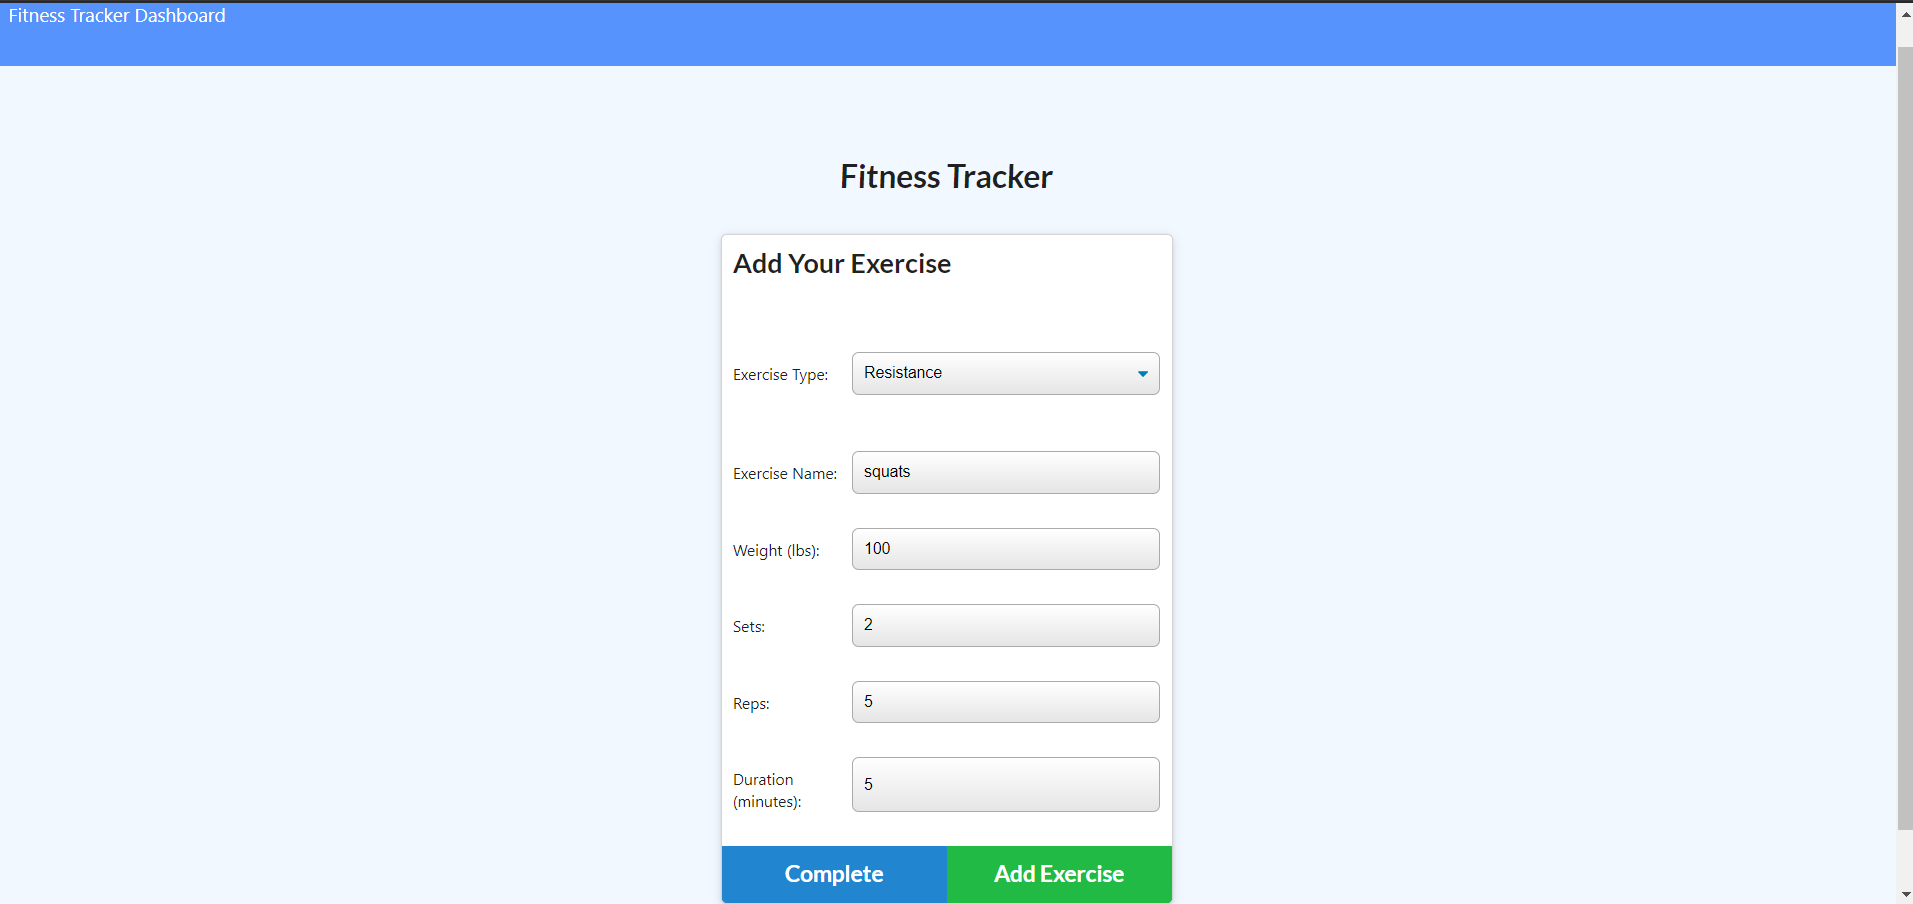 Fitness Tracker Dashboard
Fitness Tracker
Add Your Exercise
Exercise Type: Resistance
Exercise Name: squats
Weight (lbs): 100
Sets: 2
Reps: 5
Duration
(minutes): 5
Complete Add Exercise